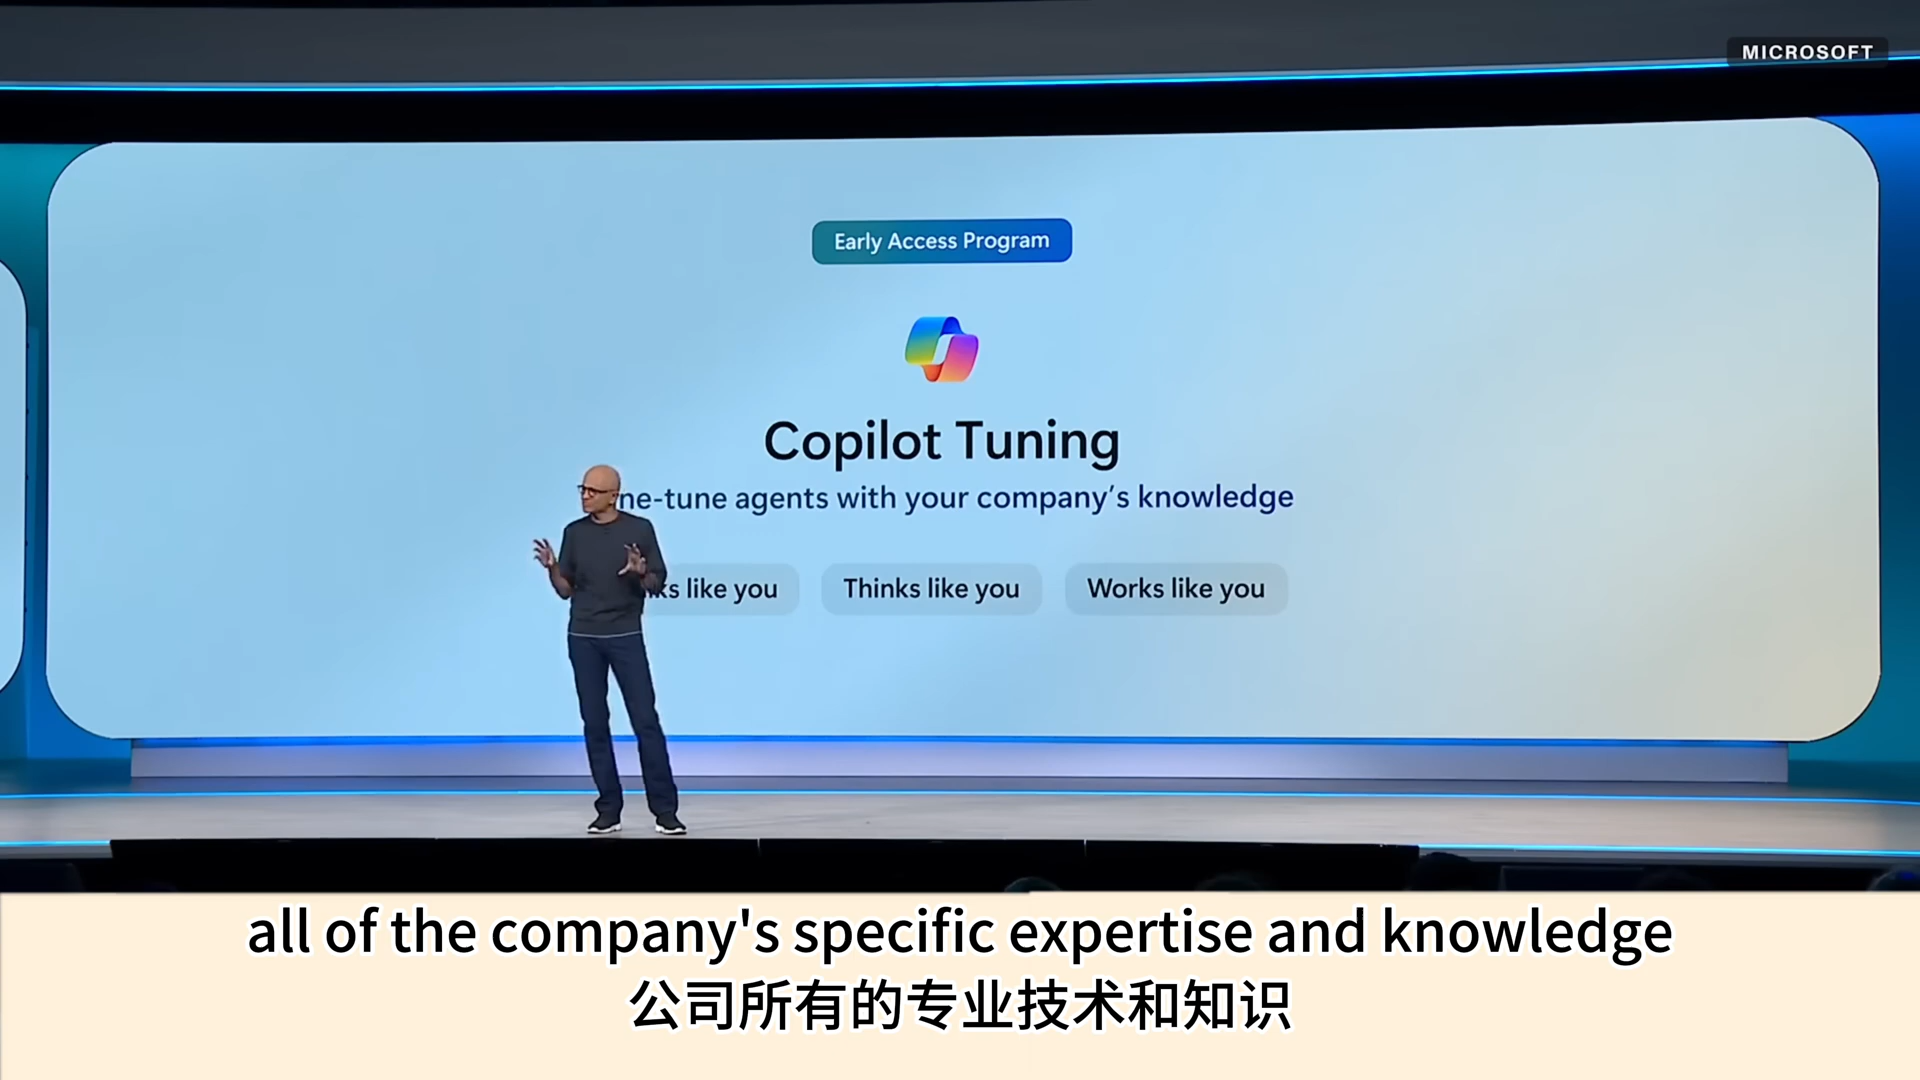 MICROSOFT
Early Access Program
Copilot Tuning
ne-tune agents with your company’s knowledge
ks like you
Thinks like you
Works like you
all of the company's specific expertise and knowledge
公司所有的专业技术和知识